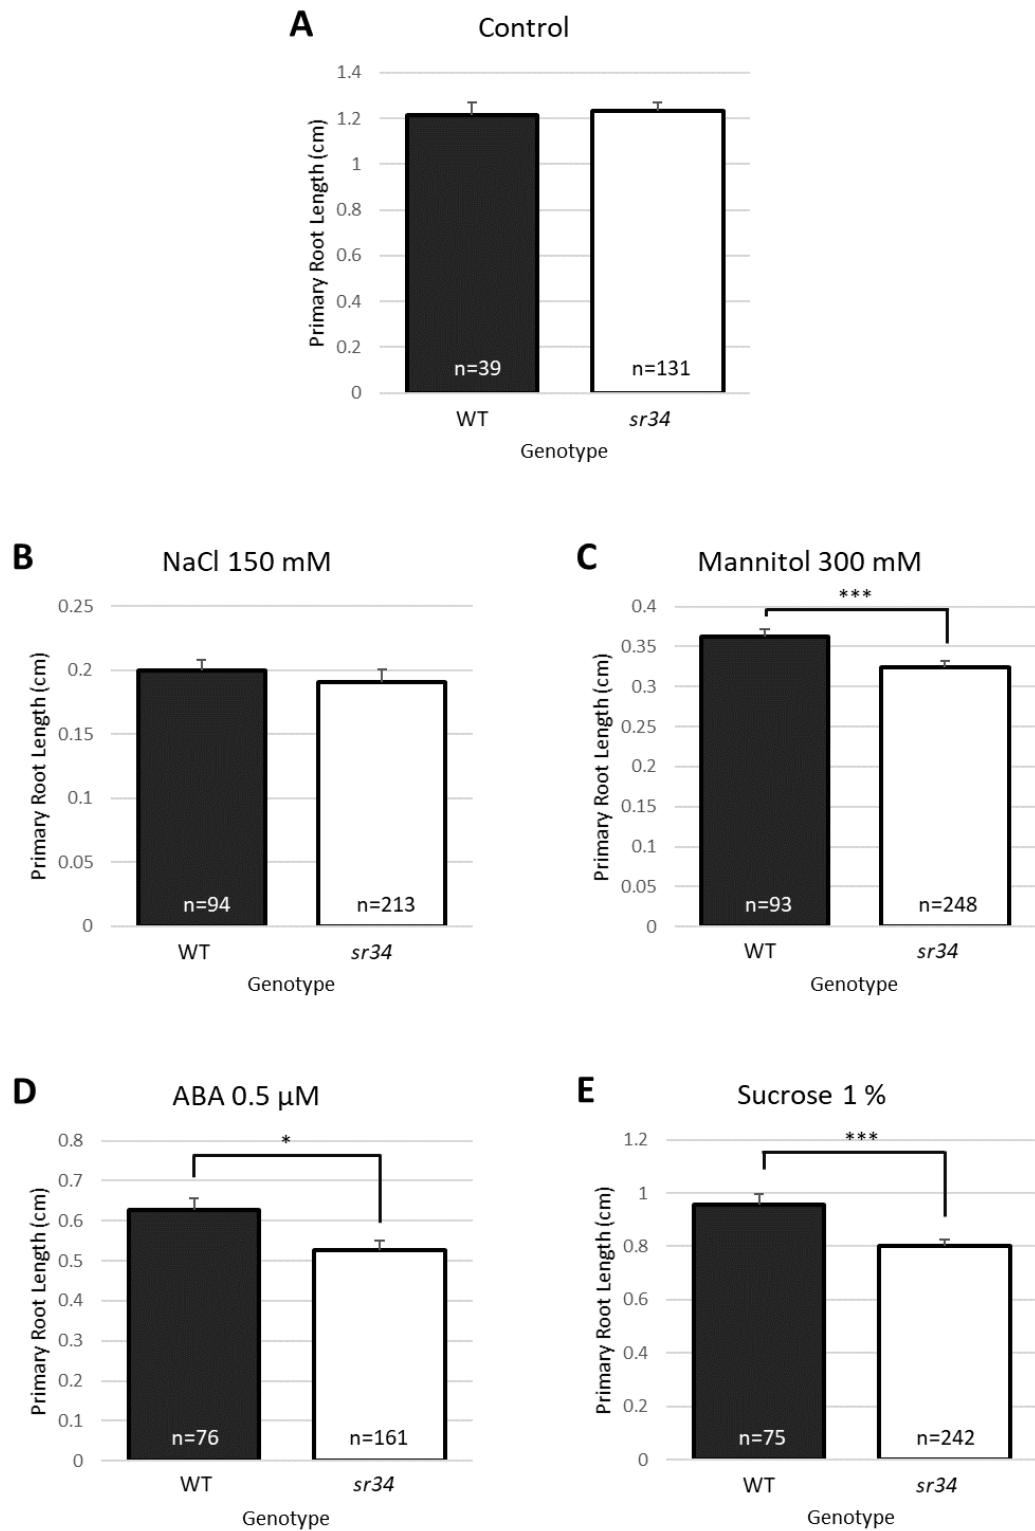 A
Control
Primary Root Length (cm)
1.4
1.2
1
0.8
0.6
0.4
0.2
0
n=39
n=131
WT
sr34
Genotype
B
NaCl 150 mM
Primary Root Length (cm)
0.25
0.2
0.15
0.1
0.05
0
n=94
n=213
WT
sr34
Genotype
C
Mannitol 300 mM
***
Primary Root Length (cm)
0.4
0.35
0.3
0.25
0.2
0.15
0.1
0.05
0
n=93
n=248
WT
sr34
Genotype
D
ABA 0.5 µM
*
Primary Root Length (cm)
0.8
0.7
0.6
0.5
0.4
0.3
0.2
0.1
0
n=76
n=161
WT
sr34
Genotype
E
Sucrose 1 %
***
Primary Root Length (cm)
1.2
1
0.8
0.6
0.4
0.2
0
n=75
n=242
WT
sr34
Genotype